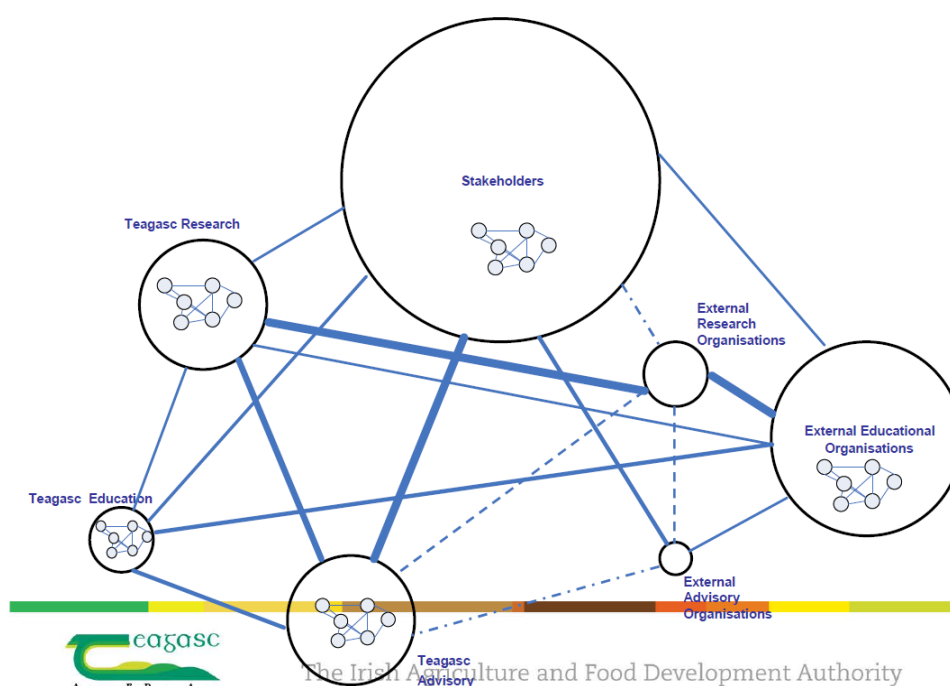 Stakeholders
Teagasc Research
External
Research
Organisations
External Educational
Organisations
Teagasc Education
External
Advisory
Organisations
Teagasc
Advisory
eagasc
The Irish Agriculture and Food Development Authority